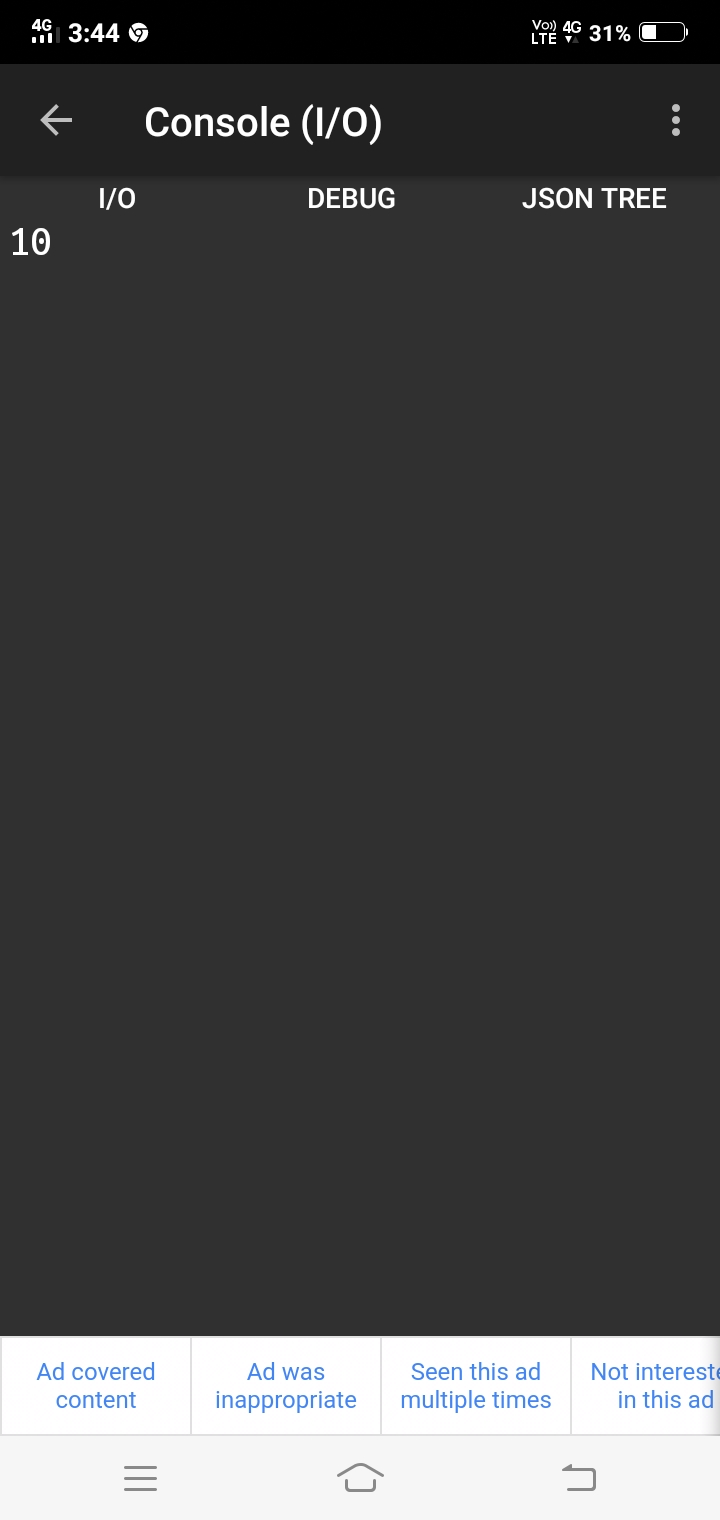 4G 3:44 Vo)) LTE 4G 31%
Console (I/O)
I/O DEBUG JSON TREE
10
Ad covered content
Ad was inappropriate
Seen this ad multiple times
Not intereste in this ad